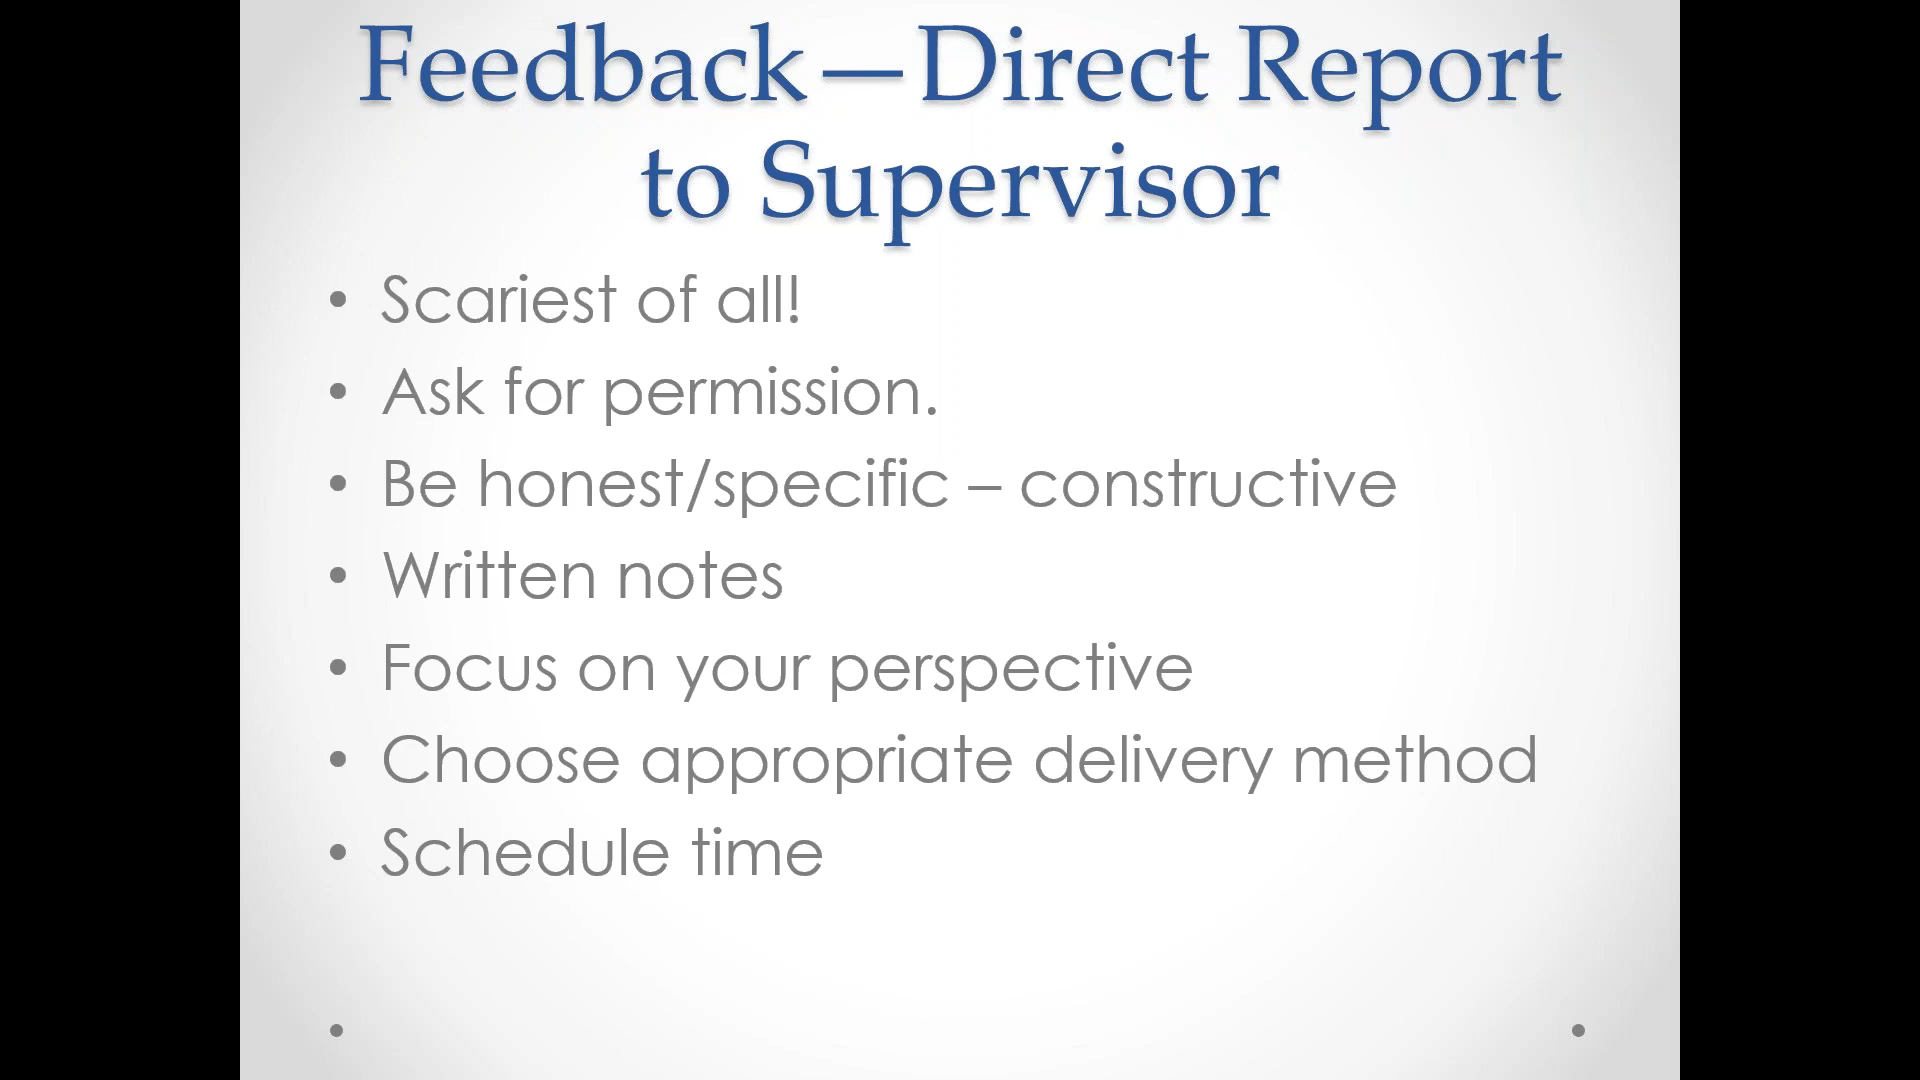 Feedback—Direct Report
to Supervisor
• Scariest of all!
• Ask for permission.
• Be honest/specific – constructive
• Written notes
• Focus on your perspective
• Choose appropriate delivery method
• Schedule time